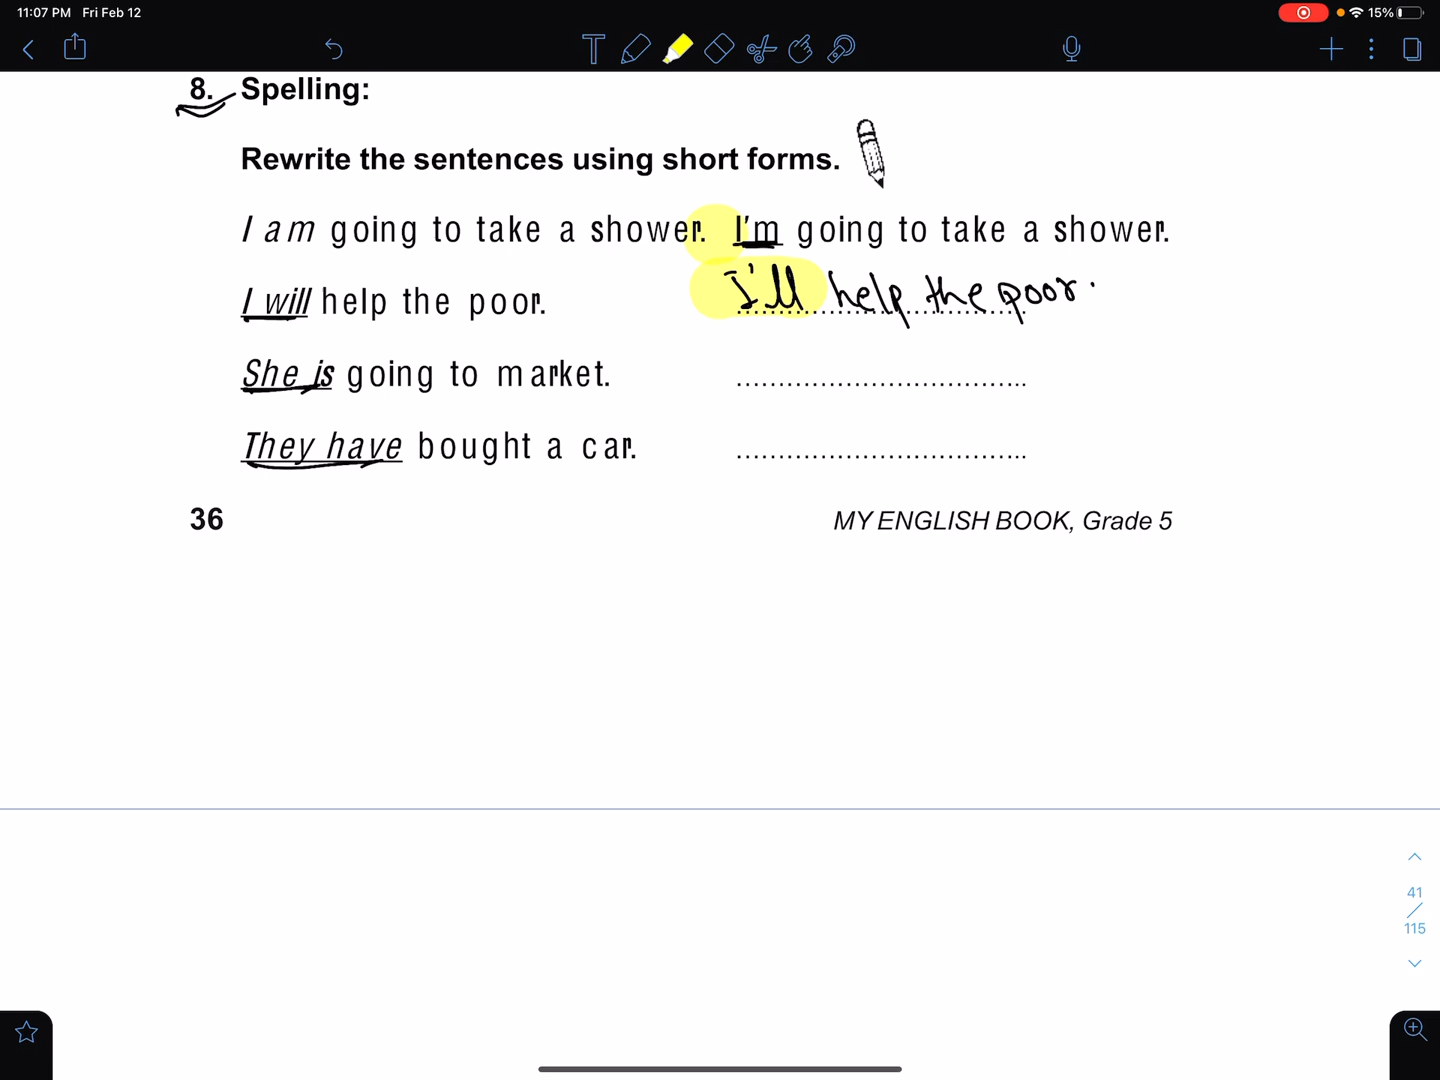 11:07 PM Fri Feb 12 15%
8. Spelling:
Rewrite the sentences using short forms.
I am going to take a shower. I'm going to take a shower.
I will help the poor. I'll help the poor.
She is going to market. ....................................
They have bought a car. ....................................
36 MY ENGLISH BOOK, Grade 5
41
/
115